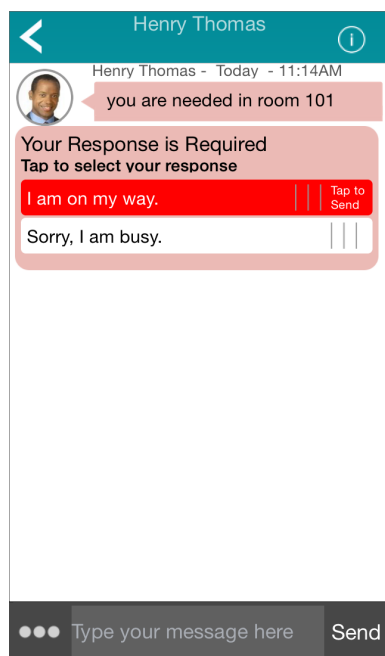 Henry Thomas
Henry Thomas - Today - 11:14AM
you are needed in room 101
Your Response is Required
Tap to select your response
I am on my way.
Tap to
Send
Sorry, I am busy.
Type your message here
Send